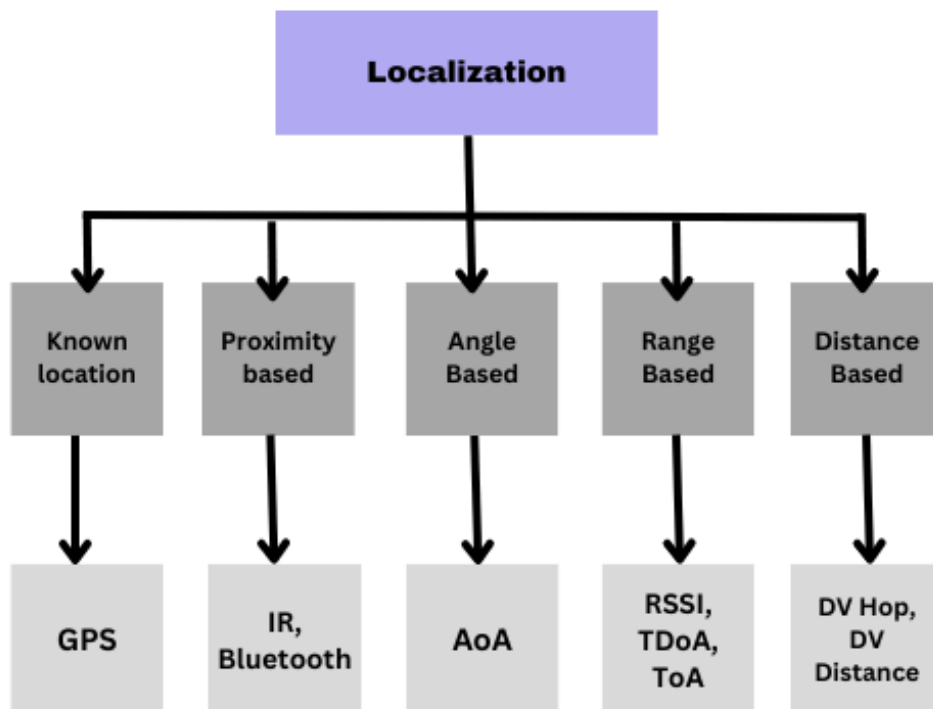 Localization
Known
location
Proximity
based
Angle
Based
Range
Based
Distance
Based
GPS
IR,
Bluetooth
AoA
RSSI,
TDoA,
ToA
DV Hop,
DV
Distance